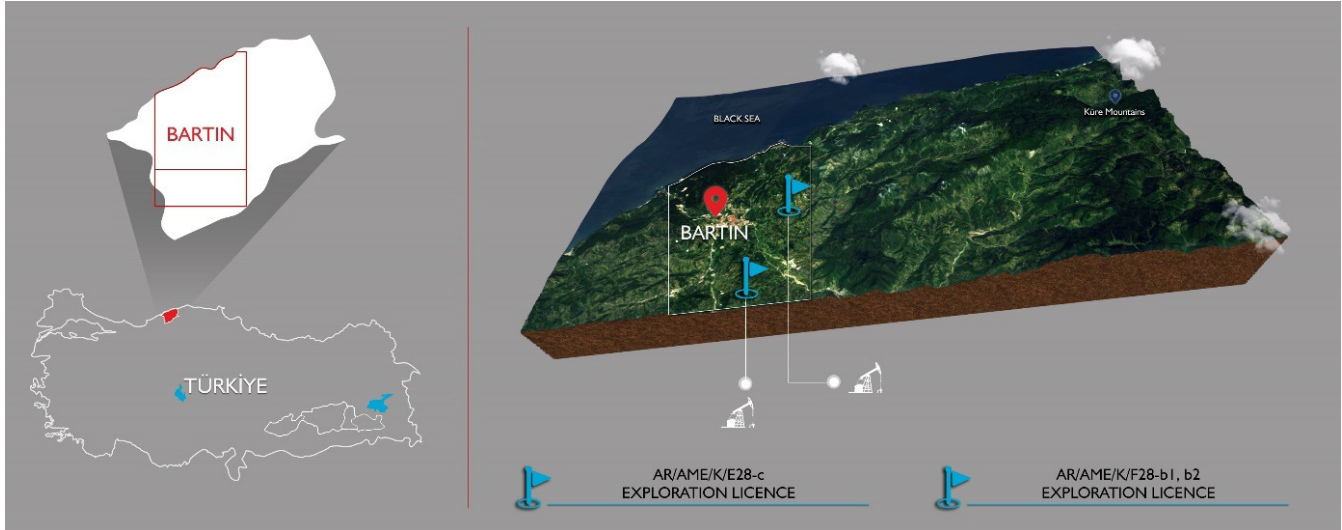 BARTIN
TÜRKİYE
BLACK SEA
Küre Mountains
BARTIN
AR/AME/K/E28-c
EXPLORATION LICENCE
AR/AME/K/F28-b1, b2
EXPLORATION LICENCE